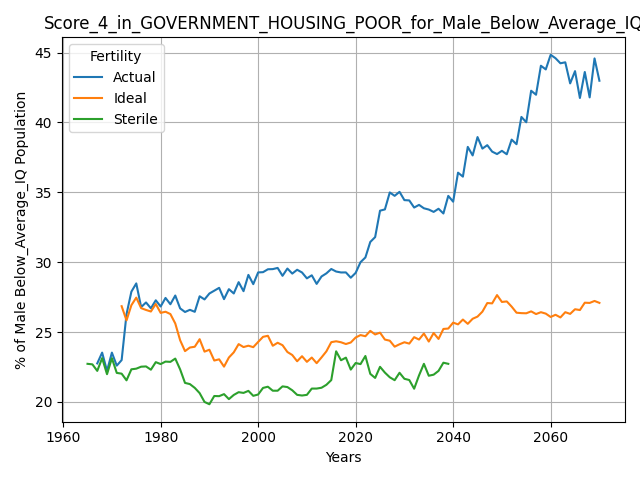 Score_4_in_GOVERNMENT_HOUSING_POOR_for_Male_Below_Average_IQ
Fertility
Actual
Ideal
Sterile
% of Male Below_Average_IQ Population
45
40
35
30
25
20
1960
1980
2000
2020
2040
2060
Years